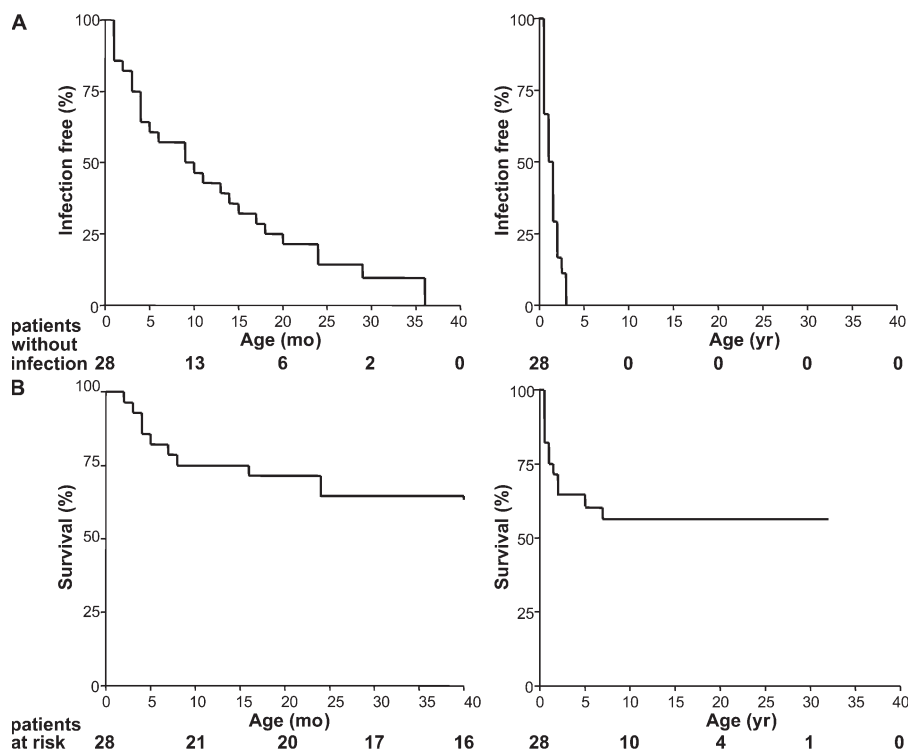 A
Infection free (%)
100
75
50
25
0
0 5 10 15 20 25 30 35 40
Age (mo)
patients
without
infection 28 13 6 2 0
Infection free (%)
100
75
50
25
0
0 5 10 15 20 25 30 35 40
Age (yr)
28 0 0 0 0
B
Survival (%)
100
75
50
25
0
0 5 10 15 20 25 30 35 40
Age (mo)
patients
at risk 28 21 20 17 16
Survival (%)
100
75
50
25
0
0 5 10 15 20 25 30 35 40
Age (yr)
28 10 4 1 0